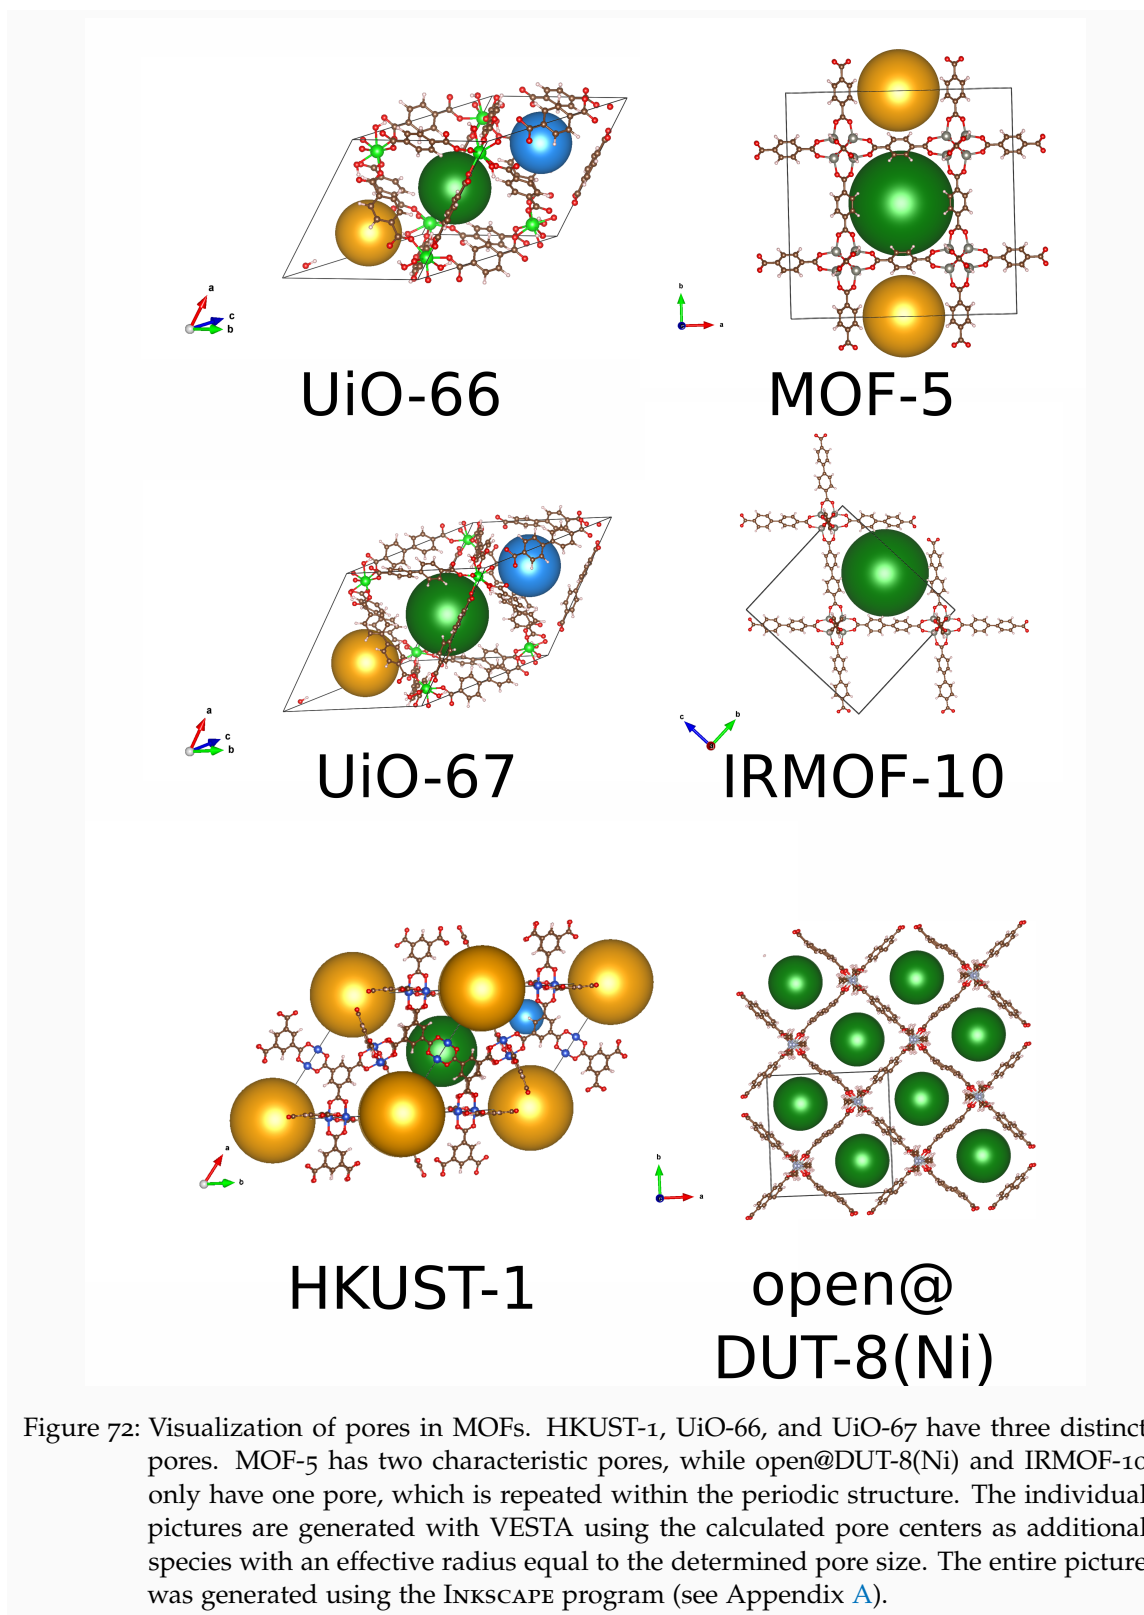 a
c
b
UiO-66
b
a
MOF-5
a
c
b
UiO-67
c
b
a
IRMOF-10
a
b
HKUST-1
b
a
open@
DUT-8(Ni)
Figure 72: Visualization of pores in MOFs. HKUST-1, UiO-66, and UiO-67 have three distinct
pores. MOF-5 has two characteristic pores, while open@DUT-8(Ni) and IRMOF-10
only have one pore, which is repeated within the periodic structure. The individual
pictures are generated with VESTA using the calculated pore centers as additional
species with an effective radius equal to the determined pore size. The entire picture
was generated using the INKSCAPE program (see Appendix A).